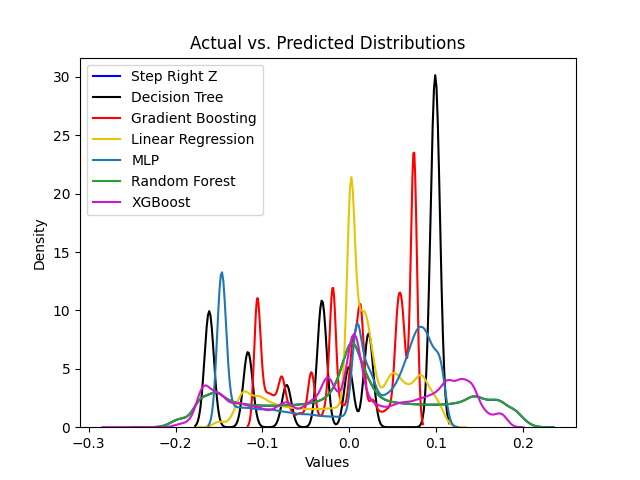 Actual vs. Predicted Distributions
Step Right Z
Decision Tree
Gradient Boosting
Linear Regression
MLP
Random Forest
XGBoost
30
25
20
15
10
5
0
Density
−0.3 −0.2 −0.1 0.0 0.1 0.2
Values